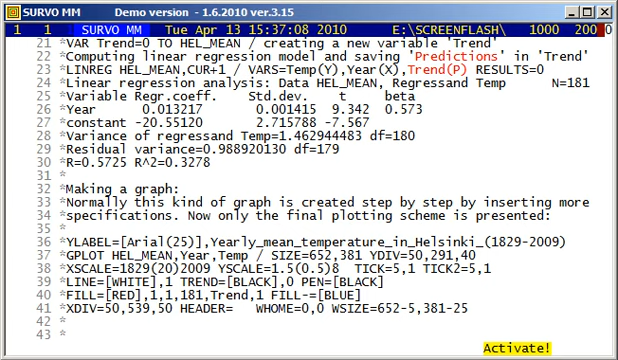 SURVO MM    Demo version  - 1.6.2010 ver.3.15
1  1  SURVO MM  Tue Apr 13 15:37:08 2010    E:\SCREENFLASH\  1000  200 0
21 *VAR Trend=0 TO HEL_MEAN / creating a new variable 'Trend'
22 *Computing linear regression model and saving 'Predictions' in 'Trend'
23 *LINREG HEL_MEAN,CUR+1 / VARS=Temp(Y),Year(X),Trend(P) RESULTS=0
24 *Linear regression analysis: Data HEL_MEAN, Regressand Temp      N=181
25 *Variable Regr.coeff.    Std.dev.    t     beta
26 *Year      0.013217      0.001415  9.342  0.573
27 *constant -20.55120      2.715788 -7.567
28 *Variance of regressand Temp=1.462944483 df=180
29 *Residual variance=0.988920130 df=179
30 *R=0.5725 R^2=0.3278
31 *
32 *Making a graph:
33 *Normally this kind of graph is created step by step by inserting more
34 *specifications. Now only the final plotting scheme is presented:
35 *
36 *YLABEL=[Arial(25)],Yearly_mean_temperature_in_Helsinki_(1829-2009)
37 *GPLOT HEL_MEAN,Year,Temp / SIZE=652,381 YDIV=50,291,40
38 *XSCALE=1829(20)2009 YSCALE=1.5(0.5)8  TICK=5,1 TICK2=5,1
39 *LINE=[WHITE],1 TREND=[BLACK],0 PEN=[BLACK]
40 *FILL=[RED],1,1,181,Trend,1 FILL-=[BLUE]
41 *XDIV=50,539,50 HEADER=   WHOME=0,0 WSIZE=652-5,381-25
42 *
43 *
Activate!